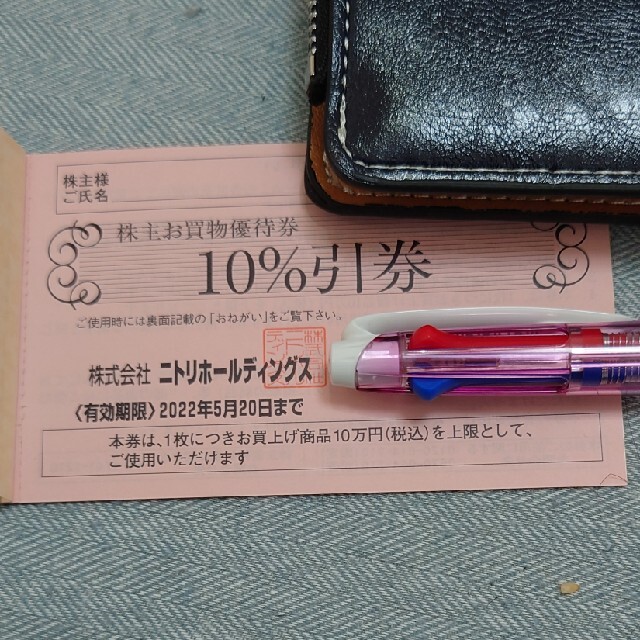 株主様
ご氏名
株主お買物優待券
10%引券
ご使用時には裏面記載の「おねがい」をご覧下さい。
株式会社 ニトリホールディングス
〈有効期限〉2022年5月20日まで
本券は、1枚につきお買上げ商品10万円(税込)を上限として、
ご使用いただけます